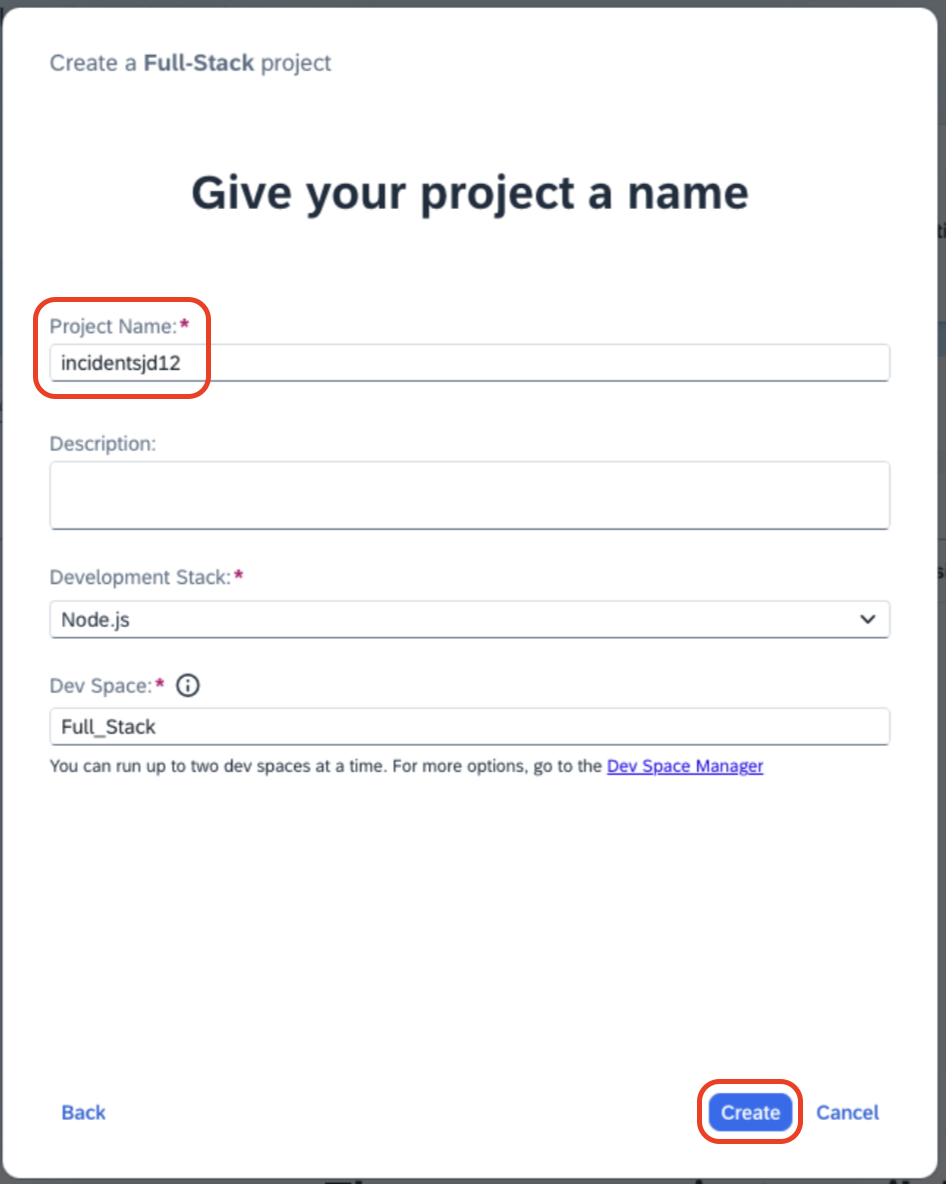 Create a Full-Stack project
Give your project a name
Project Name:*
incidentsjd12
Description:
Development Stack:*
Node.js
Dev Space:*
Full_Stack
You can run up to two dev spaces at a time. For more options, go to the Dev Space Manager
Back
Create
Cancel